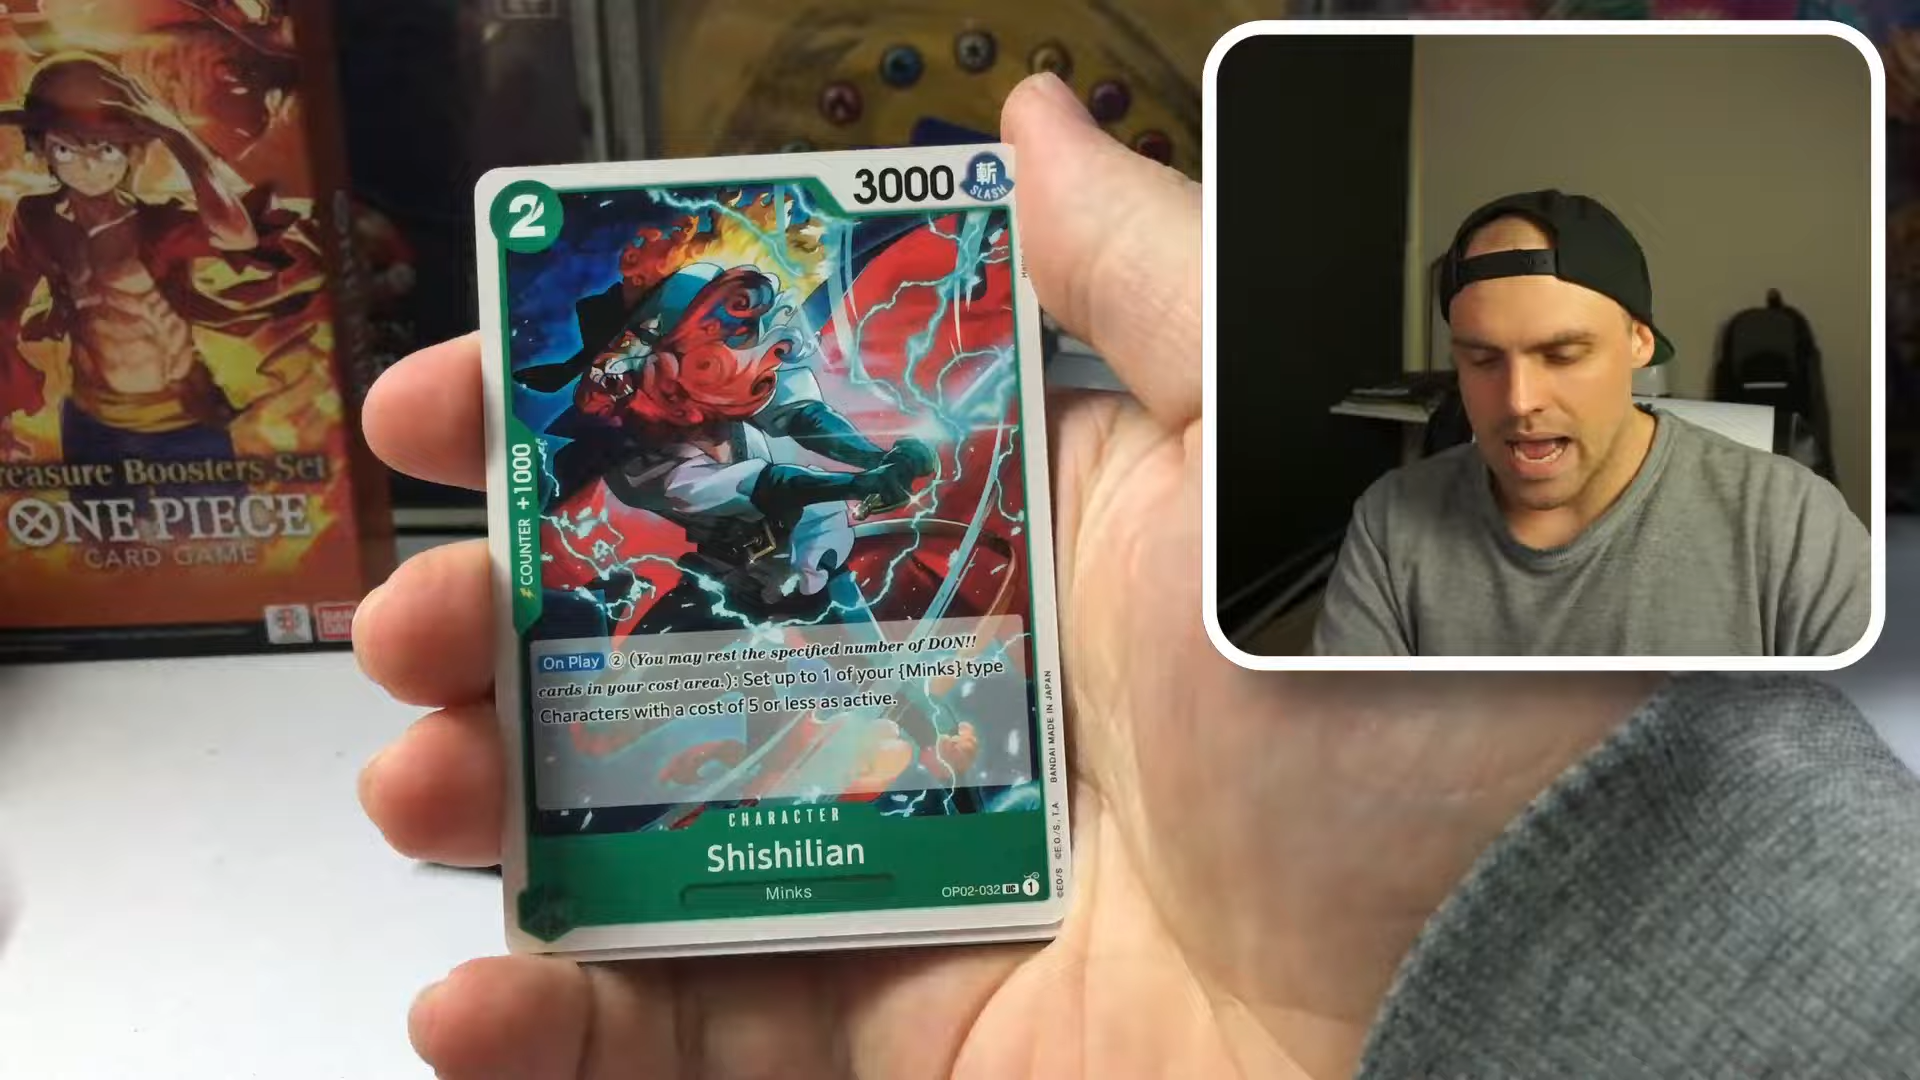 2
3000
斬
SLASH
COUNTER +1000
On Play ② (You may rest the specified number of DON!!
cards in your cost area.): Set up to 1 of your {Minks} type
Characters with a cost of 5 or less as active.
CHARACTER
Shishilian
Minks
OP02-032 UC 1
©E.O/S ©E.O./S., T.A BANDAI MADE IN JAPAN
reasure Boosters Set
ONE PIECE
CARD GAME